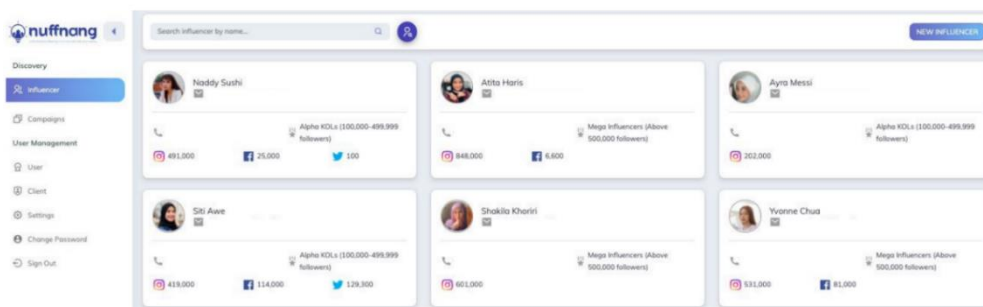 nuffnang
Search influencer by name...
NEW INFLUENCER
Discovery
Influencer
Campaigns
User Management
User
Client
Settings
Change Password
Sign Out
Naddy Sushi
Alpha KOLs (100,000-499,999
followers)
491,000
25,000
100
Atita Haris
Mega Influencers (Above
500,000 followers)
848,000
6,600
Ayra Messi
Alpha KOLs (100,000-499,999
followers)
202,000
Siti Awe
Alpha KOLs (100,000-499,999
followers)
419,000
114,000
129,300
Shakila Khoriri
Mega Influencers (Above
500,000 followers)
601,000
Yvonne Chua
Mega Influencers (Above
500,000 followers)
531,000
81,000